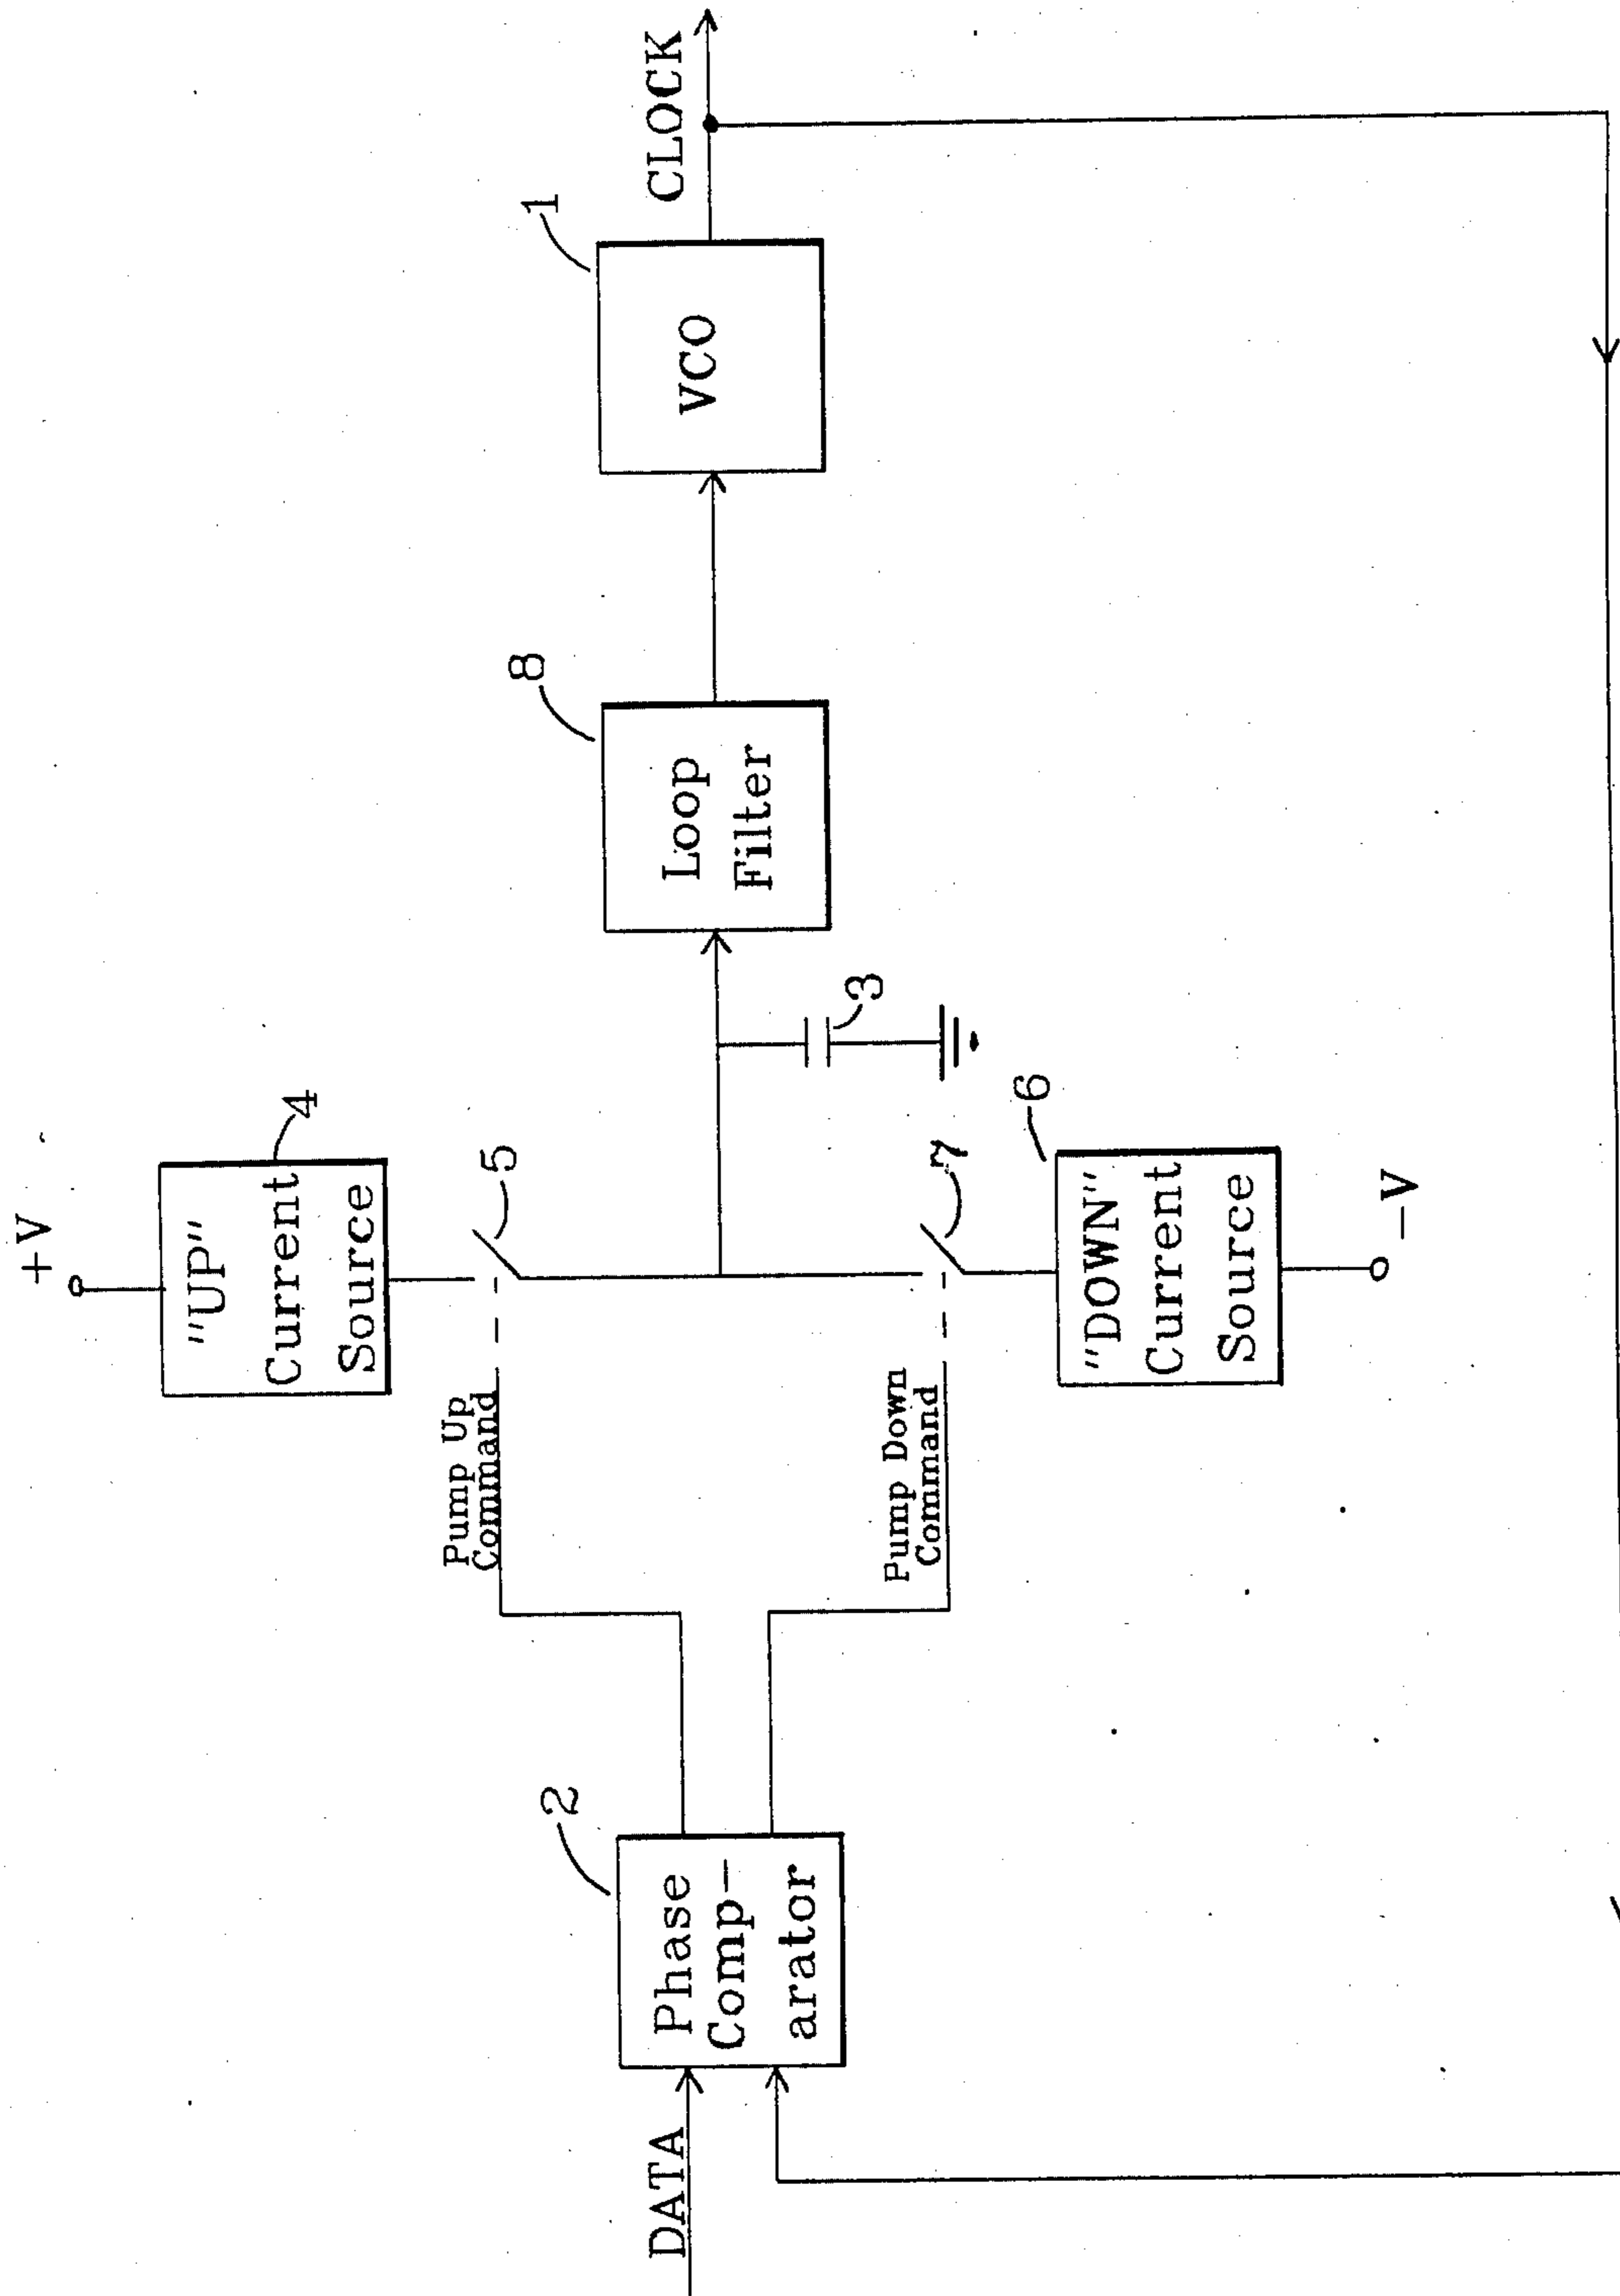 +V
"UP"
Current
Source
4
5
Pump Up
Command
DATA
Phase
Comp-
arator
2
Pump Down
Command
7
6
"DOWN"
Current
Source
-V
3
Loop
Filter
8
VCO
1
CLOCK